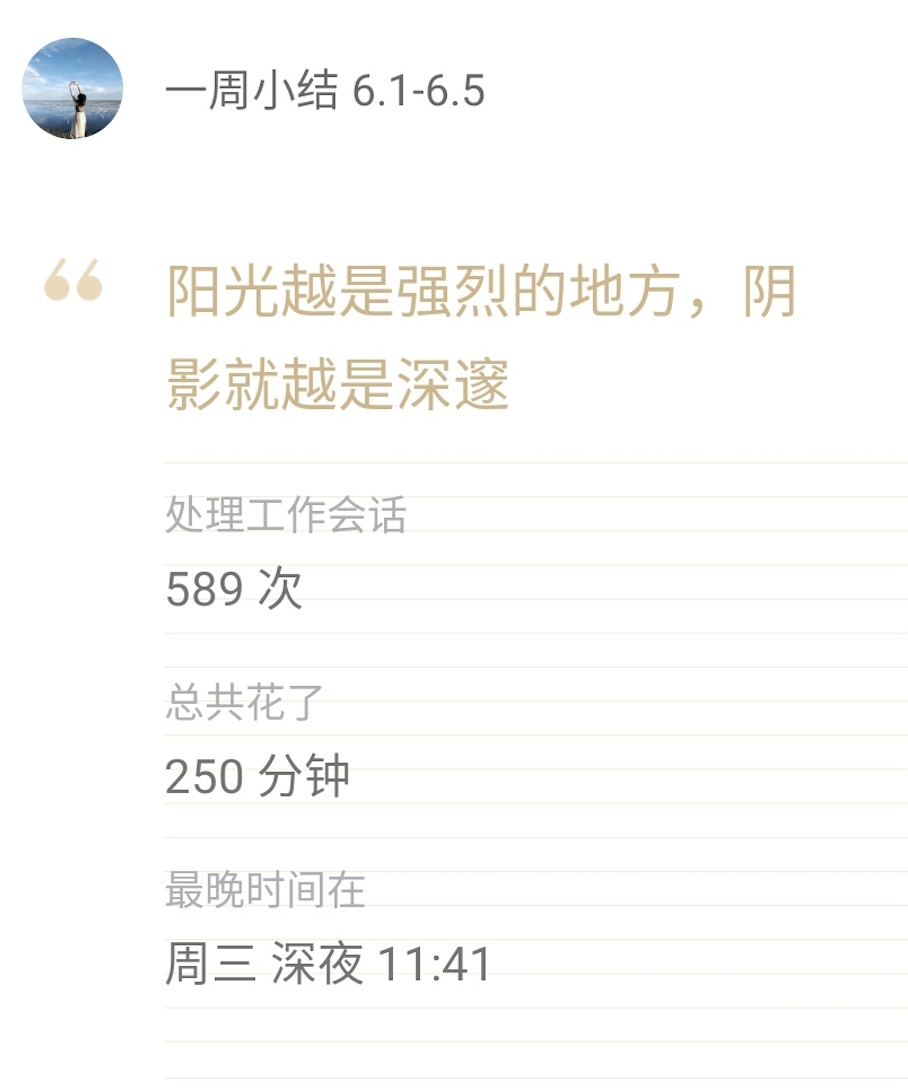 一周小结 6.1-6.5
“
阳光越是强烈的地方，阴
影就越是深邃
处理工作会话
589 次
总共花了
250 分钟
最晚时间在
周三 深夜 11:41